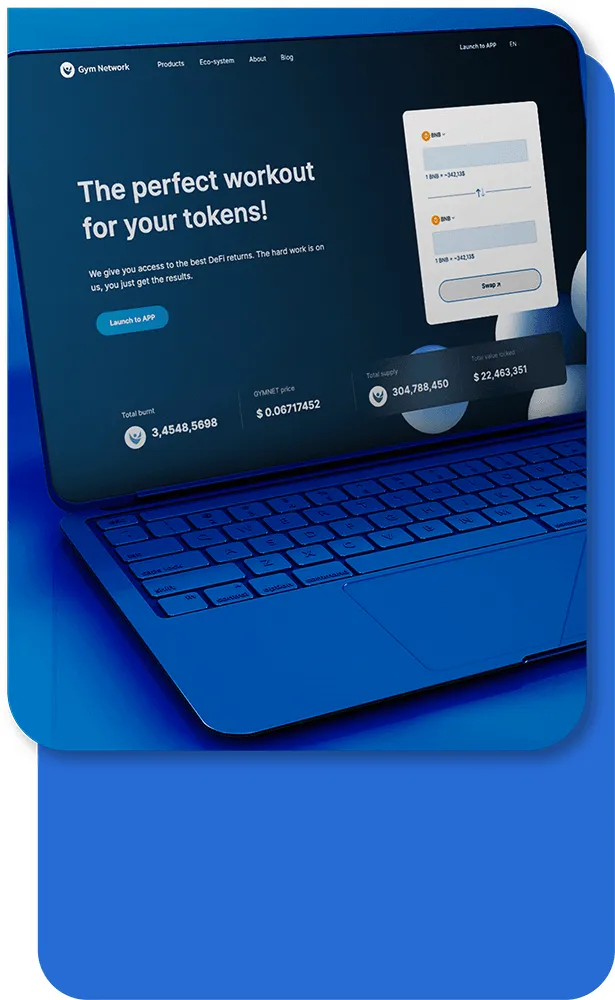 Gym Network
Products
Eco-system
About
Blog
Launch to APP
EN
The perfect workout
for your tokens!
We give you access to the best DeFi returns. The hard work is on
us, you just get the results.
Launch to APP
BNB
1 BNB = ~342,13$
BNB
1 BNB = ~342,13$
Swap
Total burnt
3,4548,5698
GYMNET price
$ 0.06717452
Total supply
304,788,450
Total value locked
$ 22,463,351